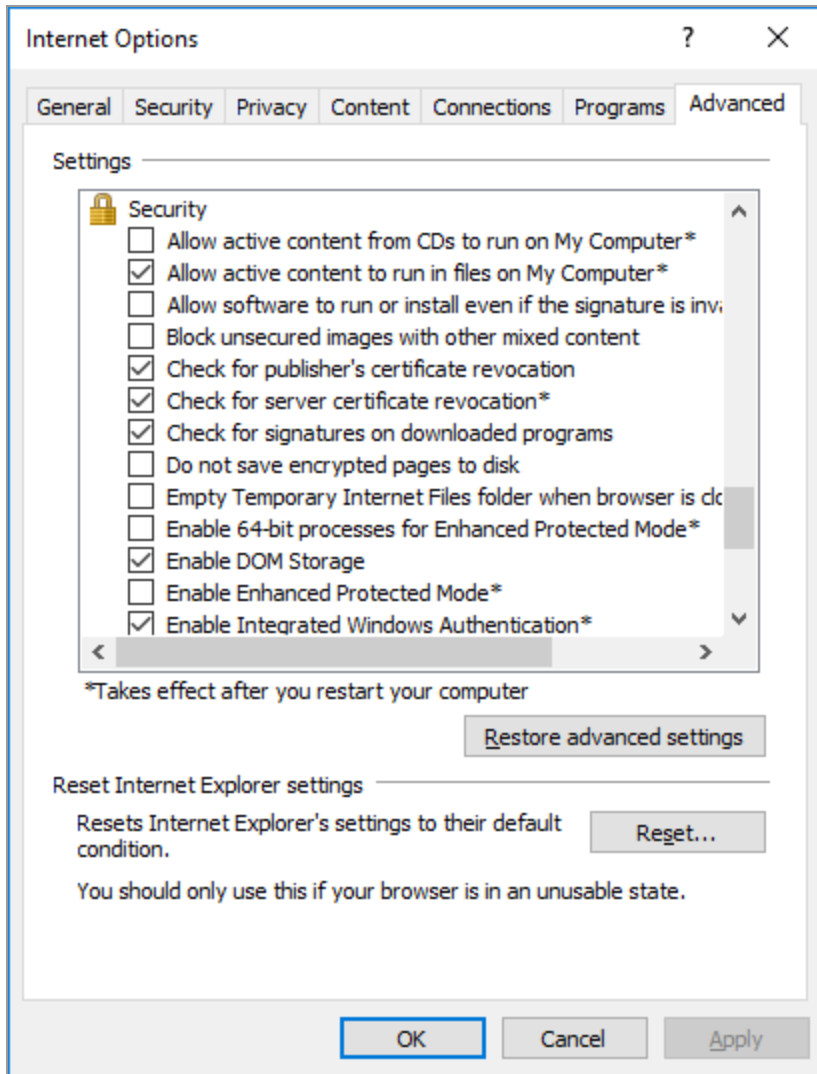 Internet Options
General Security Privacy Content Connections Programs Advanced
Settings
Security
Allow active content from CDs to run on My Computer*
Allow active content to run in files on My Computer*
Allow software to run or install even if the signature is inva
Block unsecured images with other mixed content
Check for publisher's certificate revocation
Check for server certificate revocation*
Check for signatures on downloaded programs
Do not save encrypted pages to disk
Empty Temporary Internet Files folder when browser is clo
Enable 64-bit processes for Enhanced Protected Mode*
Enable DOM Storage
Enable Enhanced Protected Mode*
Enable Integrated Windows Authentication*
*Takes effect after you restart your computer
Restore advanced settings
Reset Internet Explorer settings
Resets Internet Explorer's settings to their default
condition.
Reset...
You should only use this if your browser is in an unusable state.
OK Cancel Apply